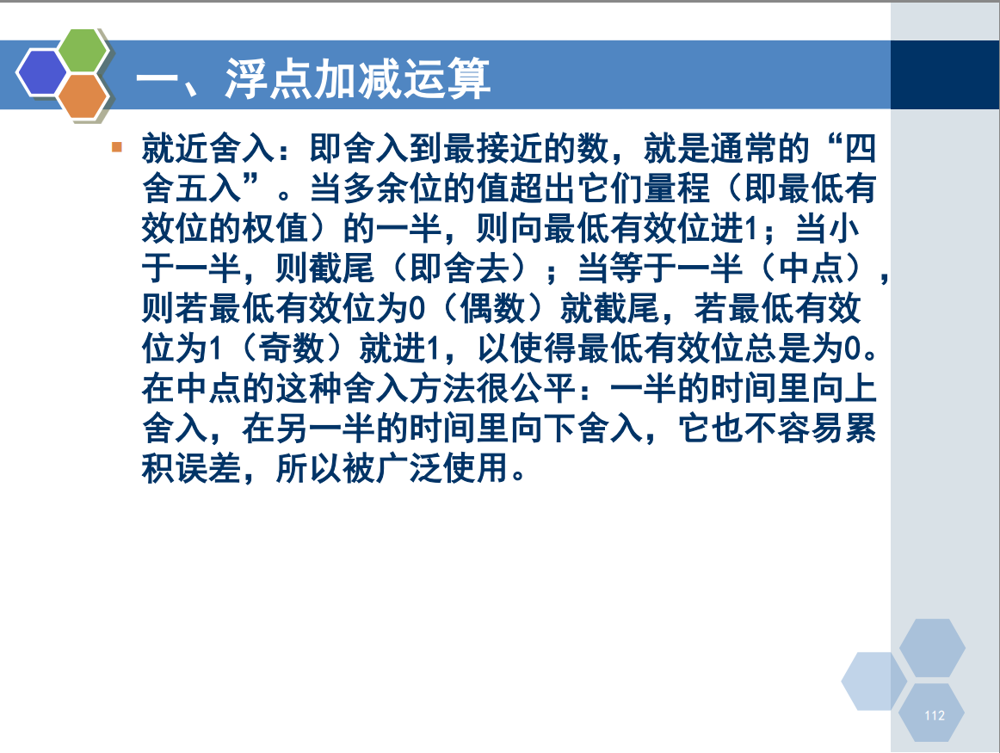 一、浮点加减运算
就近舍入：即舍入到最接近的数，就是通常的“四
舍五入”。当多余位的值超出它们量程（即最低有
效位的权值）的一半，则向最低有效位进1；当小
于一半，则截尾（即舍去）；当等于一半（中点），
则若最低有效位为0（偶数）就截尾，若最低有效
位为1（奇数）就进1，以使得最低有效位总是为0。
在中点的这种舍入方法很公平：一半的时间里向上
舍入，在另一半的时间里向下舍入，它也不容易累
积误差，所以被广泛使用。
112